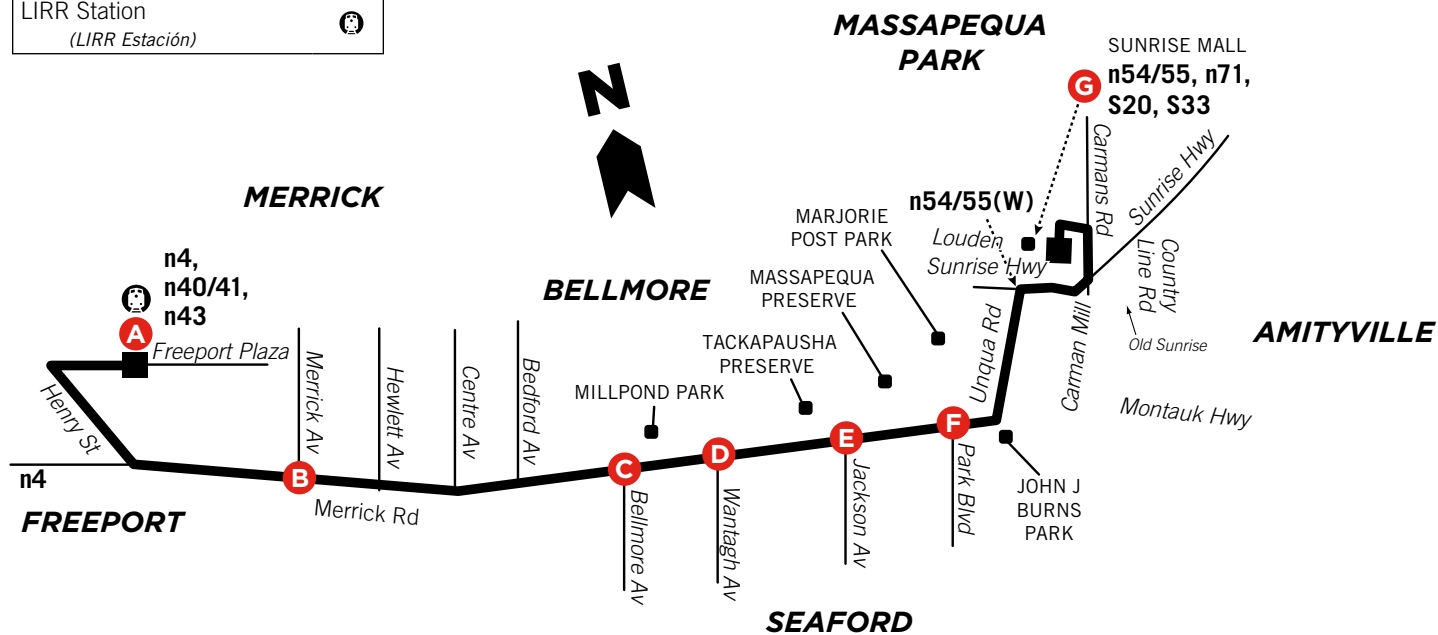 LIRR Station
(LIRR Estación)
MASSAPEQUA
PARK
SUNRISE MALL
G
n54/55, n71,
S20, S33
N
Carmans Rd
Sunrise Hwy
MERRICK
n54/55(W)
MARJORIE
POST PARK
Louden
Sunrise Hwy
Country
Line Rd
n4,
n40/41,
n43
A
Freeport Plaza
BELLMORE
MASSAPEQUA
PRESERVE
AMITYVILLE
Old Sunrise
TACKAPAUSHA
PRESERVE
Unqua Rd
Carman Mill
Montauk Hwy
Henry St
Merrick Av
Hewlett Av
Centre Av
Bedford Av
MILLPOND PARK
n4
FREEPORT
B
Merrick Rd
C
Bellmore Av
D
Wantagh Av
E
Jackson Av
F
Park Blvd
JOHN J
BURNS
PARK
SEAFORD